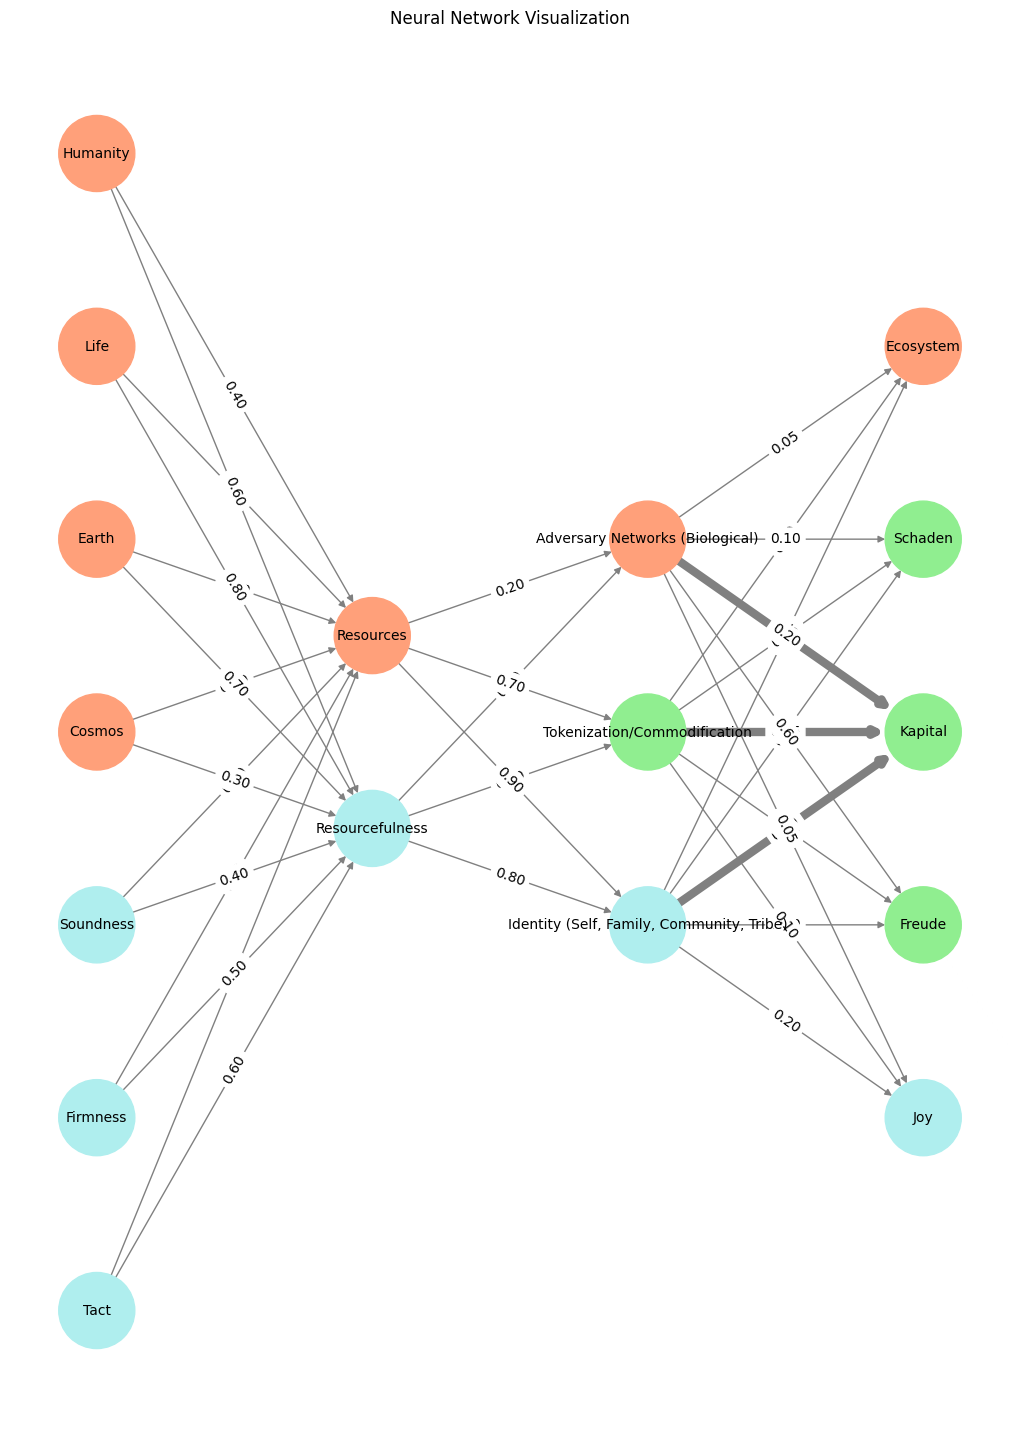 Neural Network Visualization
Humanity
Life
Earth
Cosmos
Soundness
Firmness
Tact
0.40
0.60
0.80
0.70
0.30
0.40
0.50
0.60
Resources
Resourcefulness
0.20
0.70
0.90
0.80
Adversary Networks (Biological)
Tokenization/Commodification
Identity (Self, Family, Community, Tribe)
0.05
0.10
0.20
0.60
0.05
0.10
0.20
Ecosystem
Schaden
Kapital
Freude
Joy